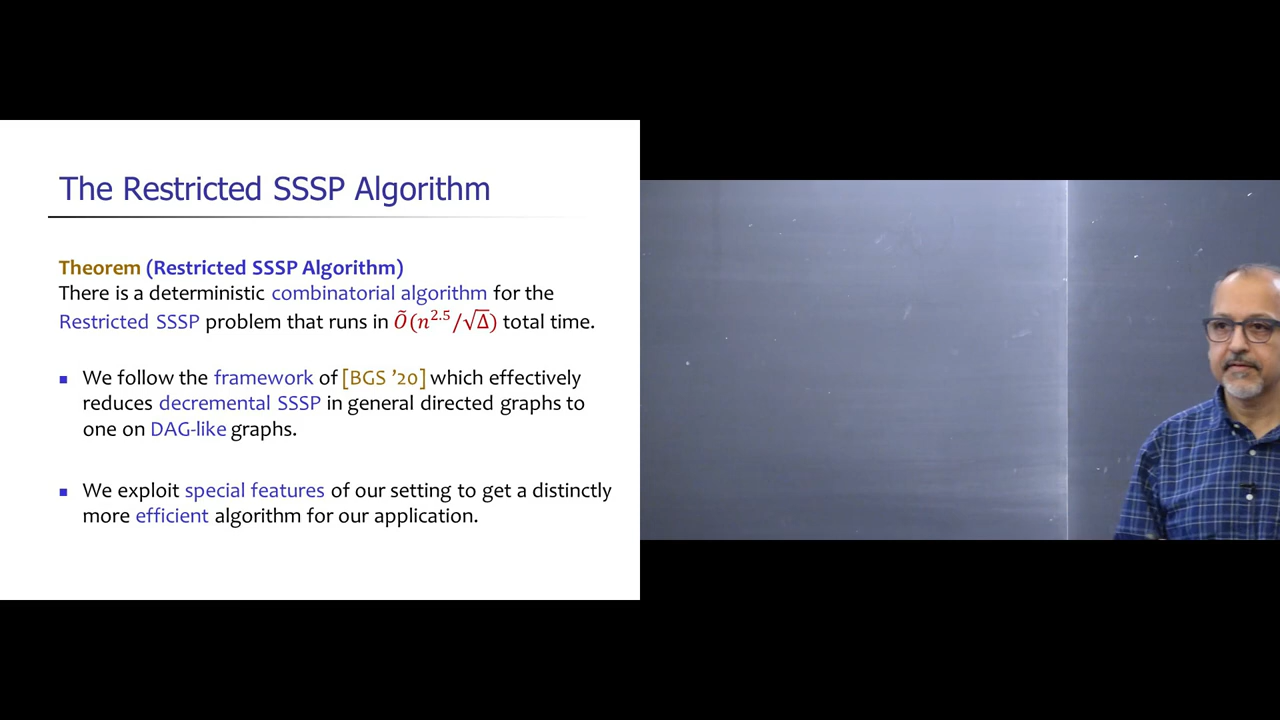 The Restricted SSSP Algorithm
Theorem (Restricted SSSP Algorithm)
There is a deterministic combinatorial algorithm for the
Restricted SSSP problem that runs in Õ(n^2.5/√Δ) total time.
▪ We follow the framework of [BGS ’20] which effectively
reduces decremental SSSP in general directed graphs to
one on DAG-like graphs.
▪ We exploit special features of our setting to get a distinctly
more efficient algorithm for our application.